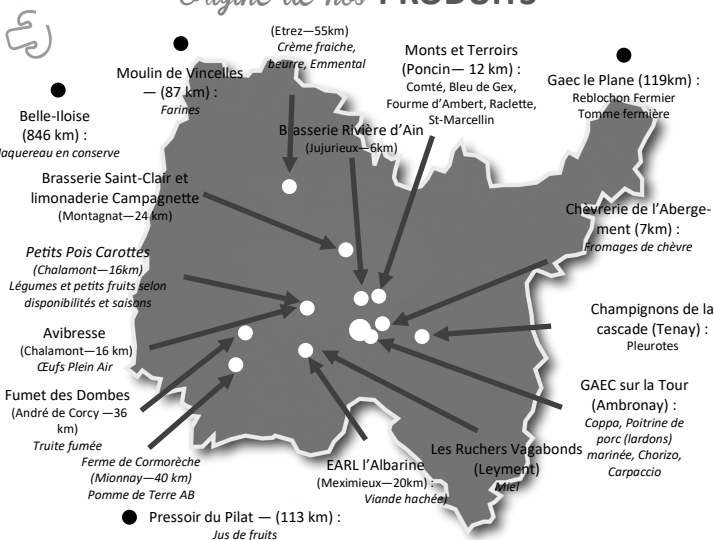 Origine de nos PRODUITS
(Etrez—55km)
Crème fraiche,
beurre, Emmental
Monts et Terroirs
(Poncin— 12 km) :
Comté, Bleu de Gex,
Fourme d'Ambert, Raclette,
St-Marcellin
Moulin de Vincelles
— (87 km) :
Farines
Gaec le Plane (119km) :
Reblochon Fermier
Tomme fermière
Belle-Iloise
(846 km) :
Maquereau en conserve
Brasserie Rivière d'Ain
(Jujurieux—6km)
Brasserie Saint-Clair et
limonaderie Campagnette
(Montagnat—24 km)
Chèvrerie de l'Aberge-
ment (7km) :
Fromages de chèvre
Petits Pois Carottes
(Chalamont—16km)
Légumes et petits fruits selon
disponibilités et saisons
Champignons de la
cascade (Tenay) :
Pleurotes
Avibresse
(Chalamont—16 km)
Œufs Plein Air
GAEC sur la Tour
(Ambronay) :
Coppa, Poitrine de
porc (lardons)
marinée, Chorizo,
Carpaccio
Fumet des Dombes
(André de Corcy —36
km)
Truite fumée
Les Ruchers Vagabonds
(Leyment)
Miel
Ferme de Cormorèche
(Mionnay—40 km)
Pomme de Terre AB
EARL l'Albarine
(Meximieux—20km) :
Viande hachée)
Pressoir du Pilat — (113 km) :
Jus de fruits